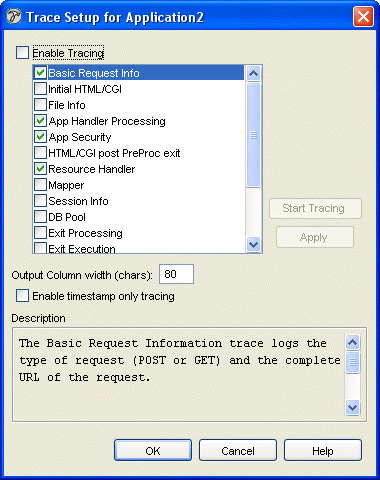 Trace Setup for Application2
Enable Tracing
Basic Request Info
Initial HTML/CGI
File Info
App Handler Processing
App Security
HTML/CGI post PreProc exit
Resource Handler
Mapper
Session Info
DB Pool
Exit Processing
Exit Execution
Start Tracing
Apply
Output Column width (chars): 80
Enable timestamp only tracing
Description
The Basic Request Information trace logs the
type of request (POST or GET) and the complete
URL of the request.
OK Cancel Help